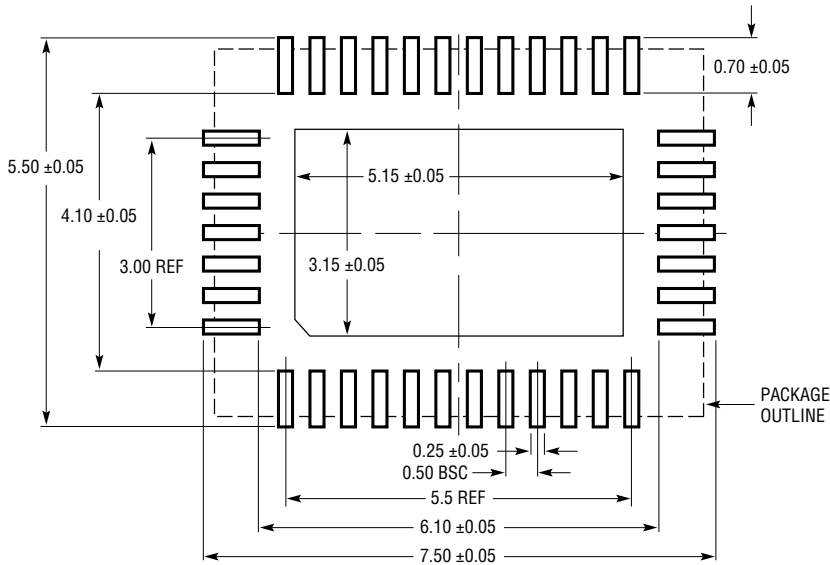 0.70 ±0.05
5.50 ±0.05
5.15 ±0.05
4.10 ±0.05
3.00 REF
3.15 ±0.05
PACKAGE
OUTLINE
0.25 ±0.05
0.50 BSC
5.5 REF
6.10 ±0.05
7.50 ±0.05